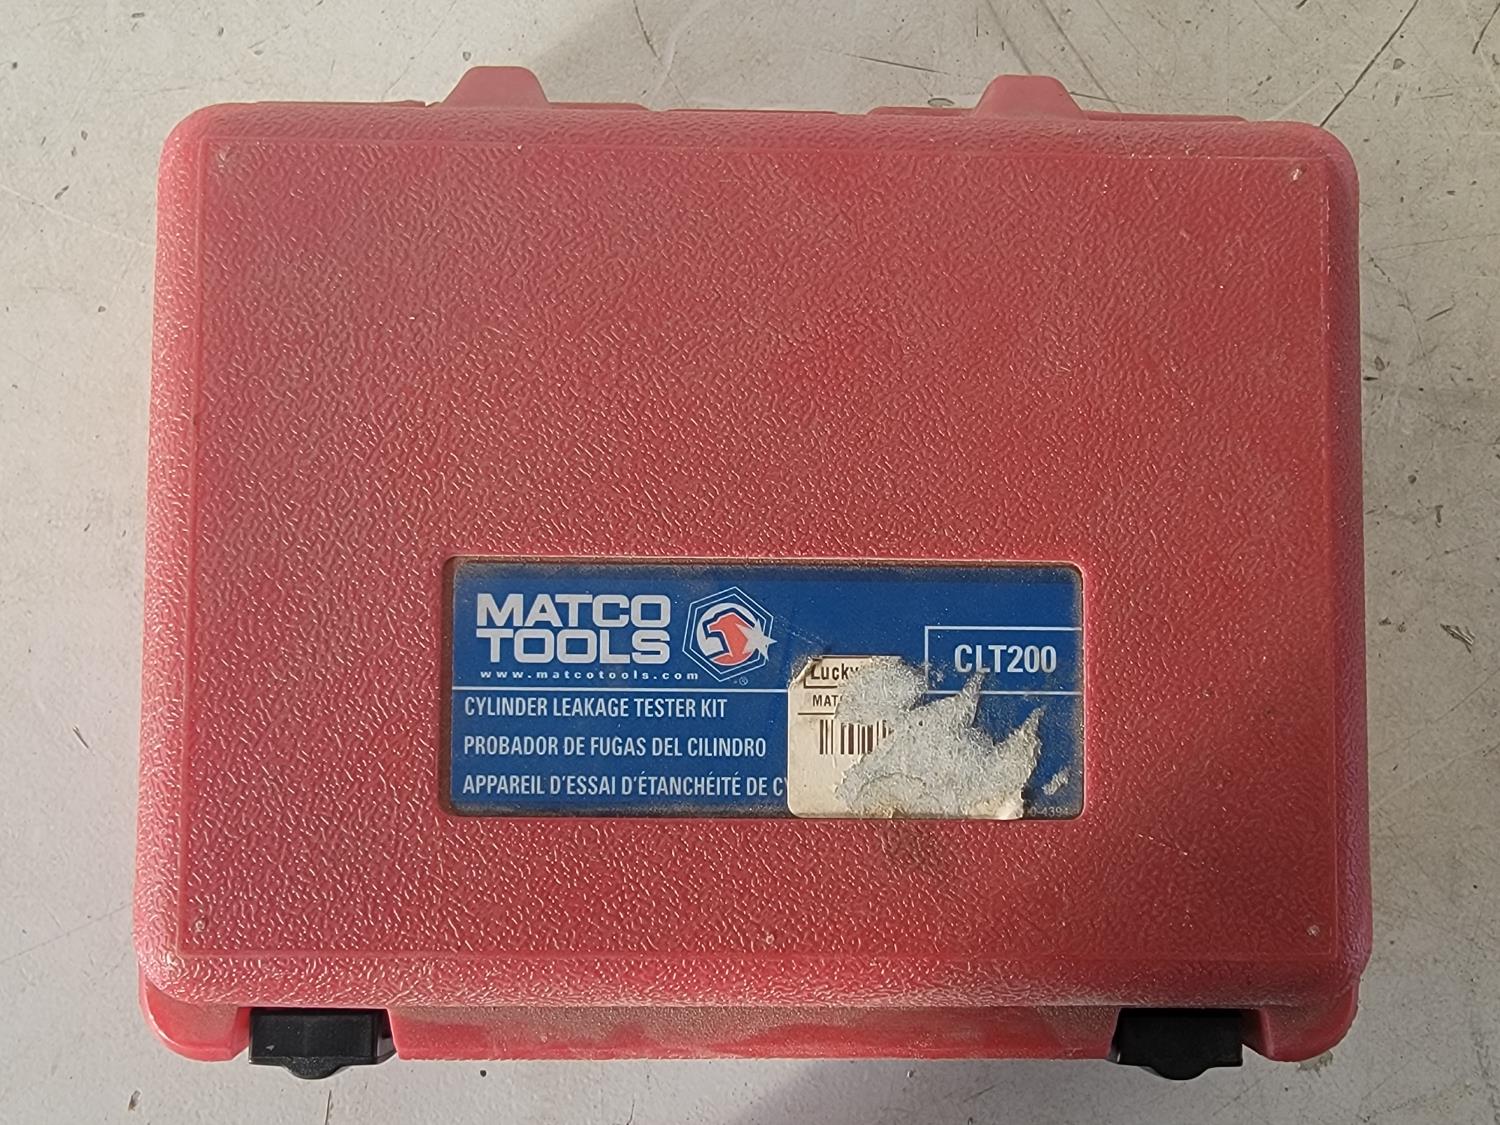 MATCO
TOOLS
www.matcotools.com
®
CLT200
CYLINDER LEAKAGE TESTER KIT
PROBADOR DE FUGAS DEL CILINDRO
APPAREIL D'ESSAI D'ÉTANCHÉITÉ DE
Lucky